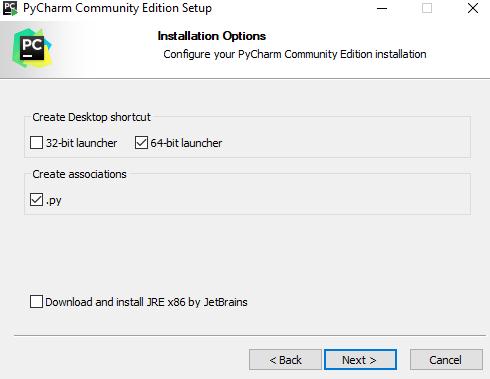 PC PyCharm Community Edition Setup
PC
Installation Options
Configure your PyCharm Community Edition installation
Create Desktop shortcut
32-bit launcher 64-bit launcher
Create associations
.py
Download and install JRE x86 by JetBrains
< Back Next > Cancel